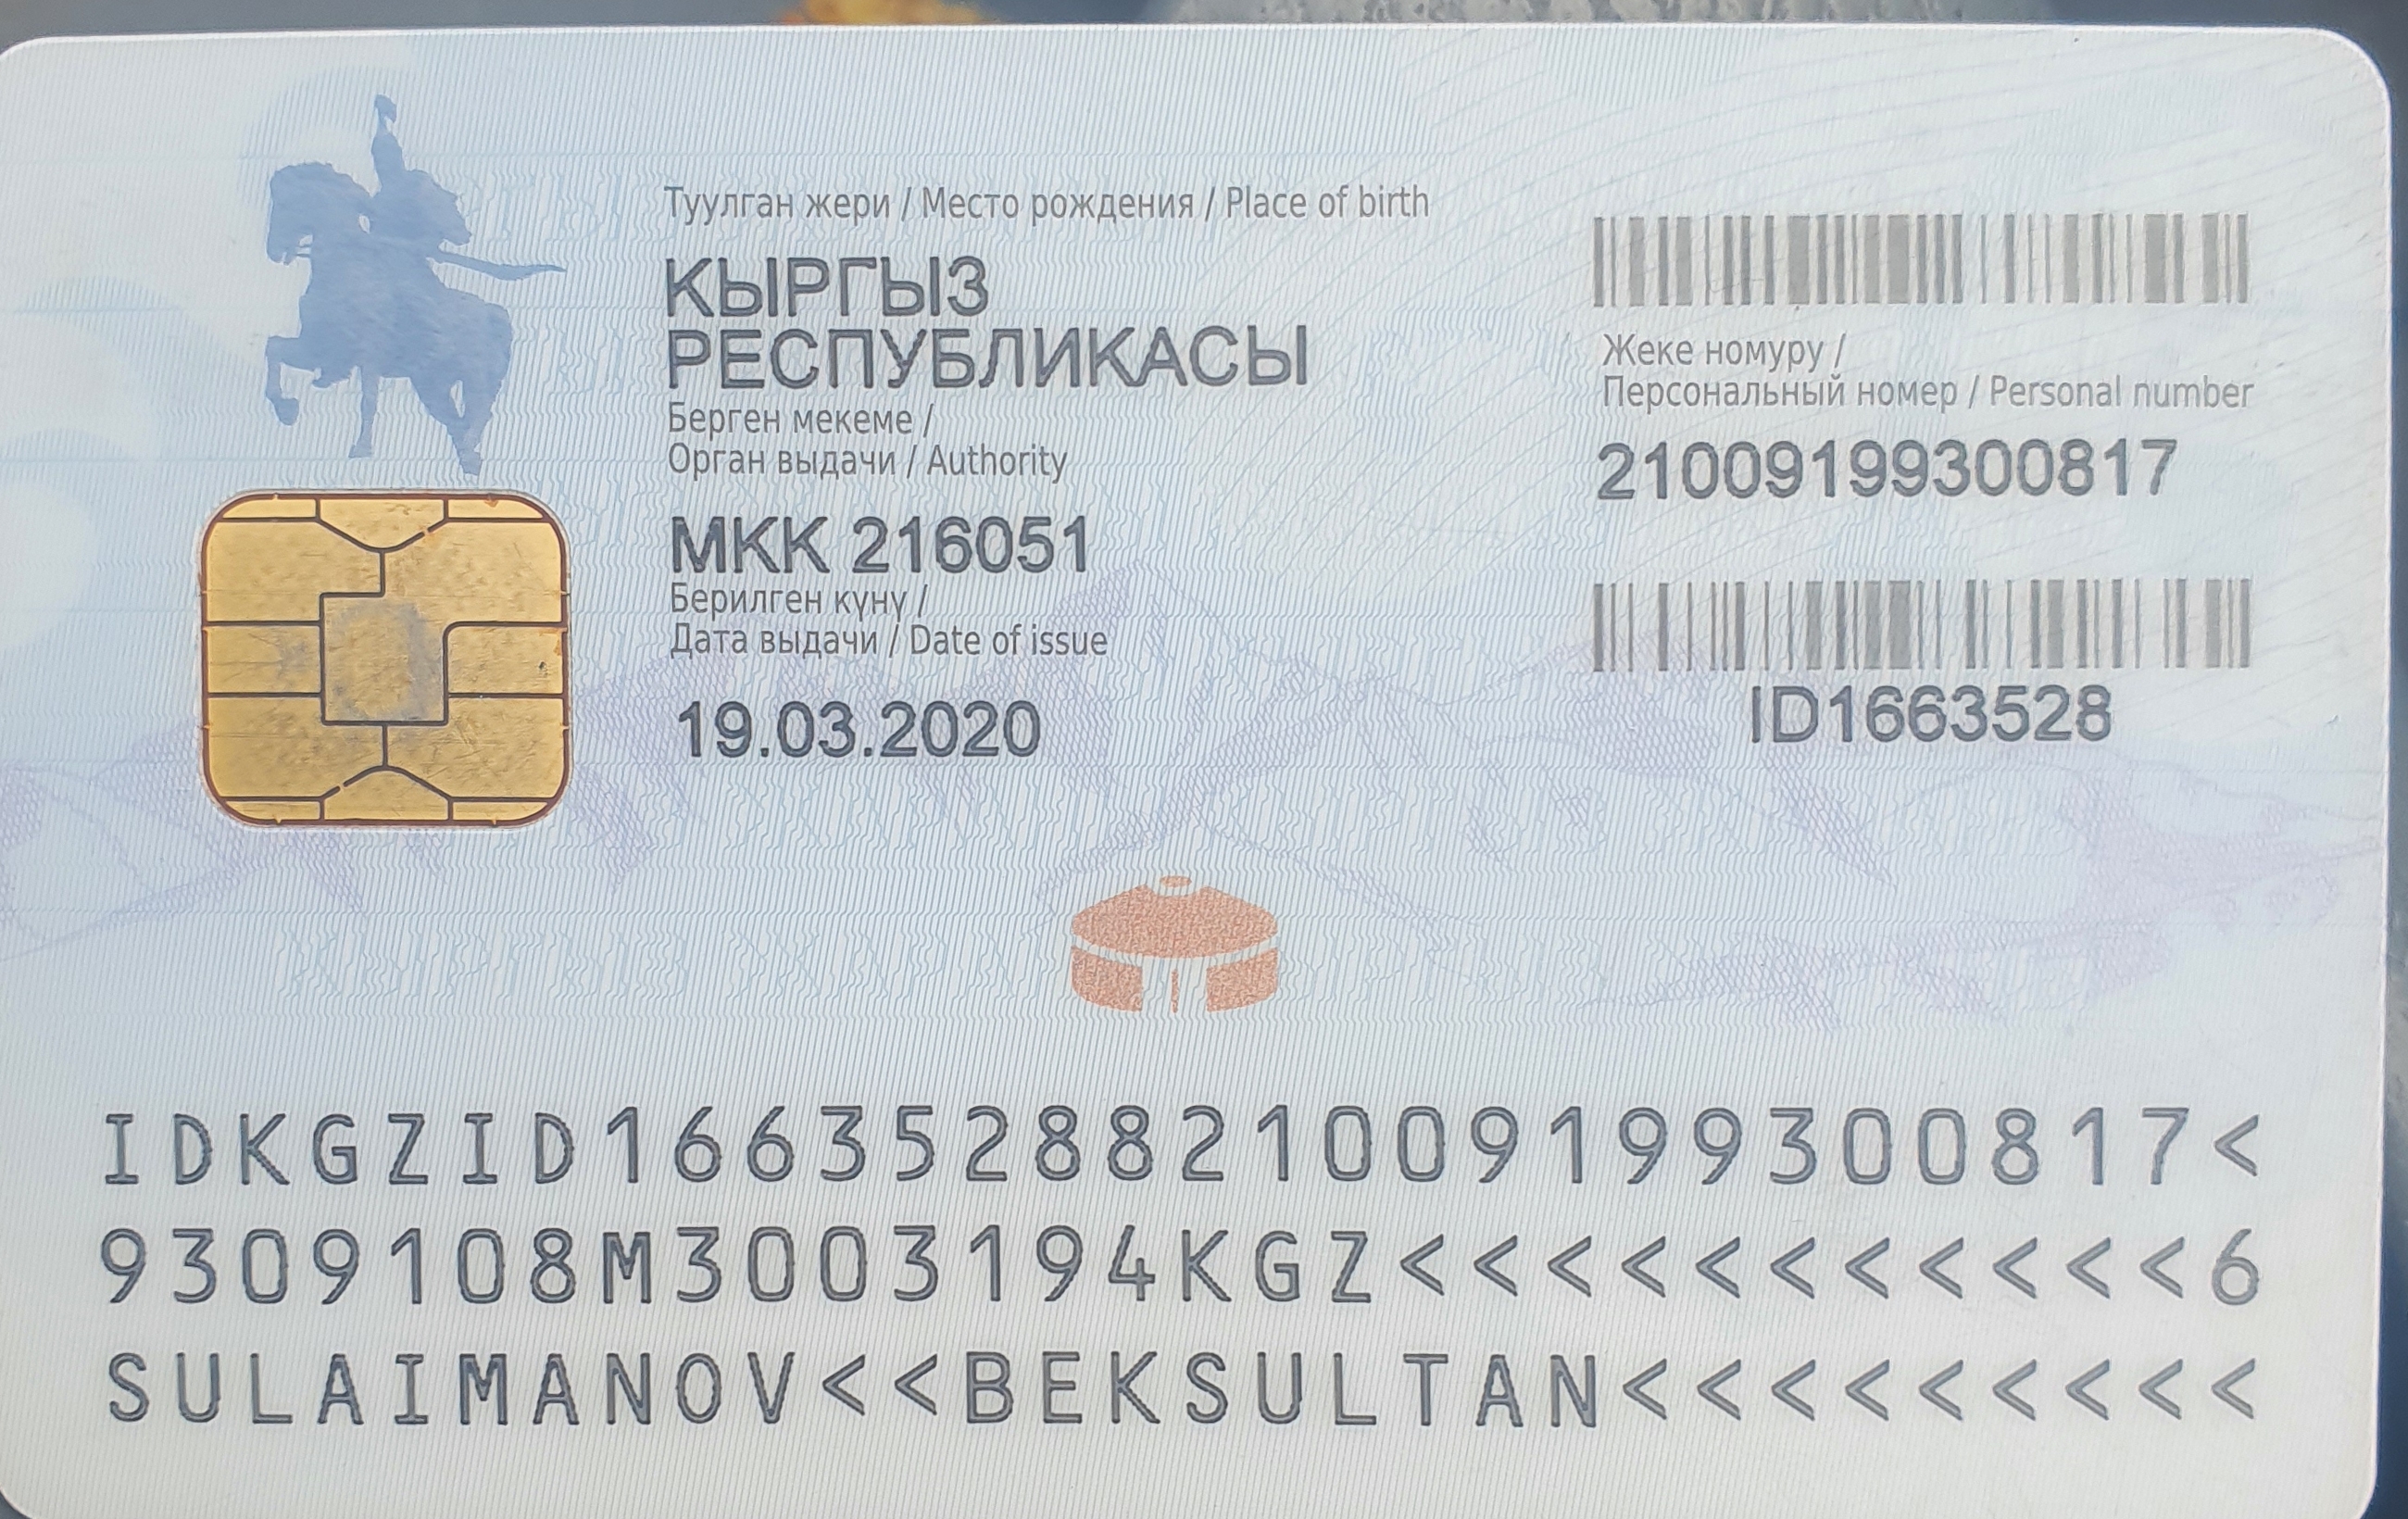 Туулган жери / Место рождения / Place of birth
КЫРГЫЗ
РЕСПУБЛИКАСЫ
Берген мекеме /
Орган выдачи / Authority
МКК 216051
Берилген күнү /
Дата выдачи / Date of issue
19.03.2020
Жеке номуру /
Персональный номер / Personal number
21009199300817
ID1663528
IDKGZID1663528821009199300817<
9309108M3003194KGZ<<<<<<<<<<<6
SULAIMANOV<<BEKSULTAN<<<<<<<<<